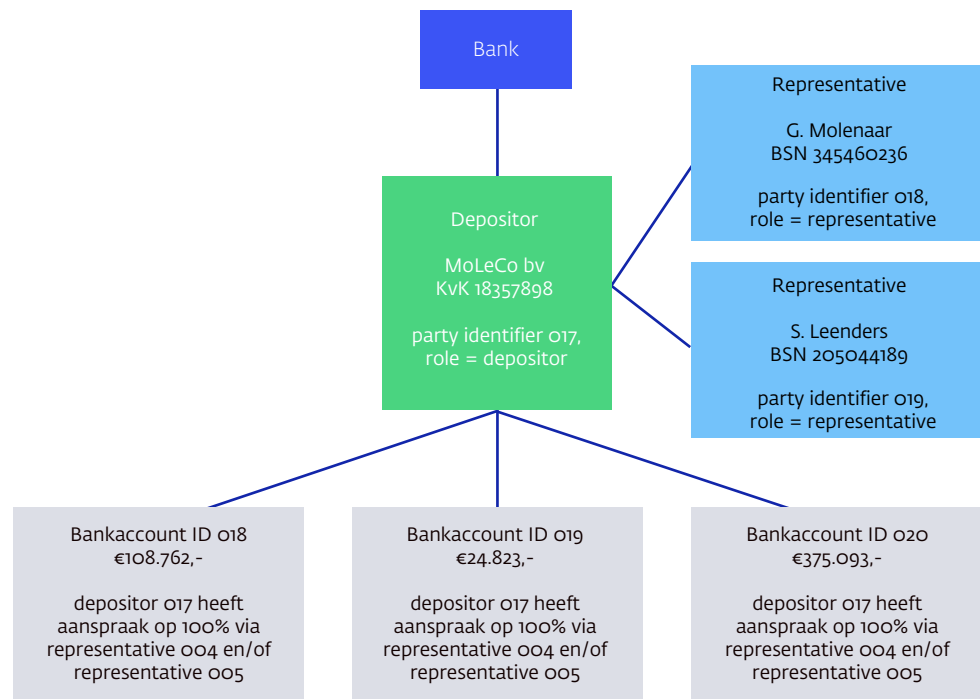 Bank
Representative
G. Molenaar
BSN 345460236
party identifier 018,
role = representative
Depositor
MoLeCo bv
KvK 18357898
party identifier 017,
role = depositor
Representative
S. Leenders
BSN 205044189
party identifier 019,
role = representative
Bankaccount ID 018
€108.762,-
depositor 017 heeft
aanspraak op 100% via
representative 004 en/of
representative 005
Bankaccount ID 019
€24.823,-
depositor 017 heeft
aanspraak op 100% via
representative 004 en/of
representative 005
Bankaccount ID 020
€375.093,-
depositor 017 heeft
aanspraak op 100% via
representative 004 en/of
representative 005